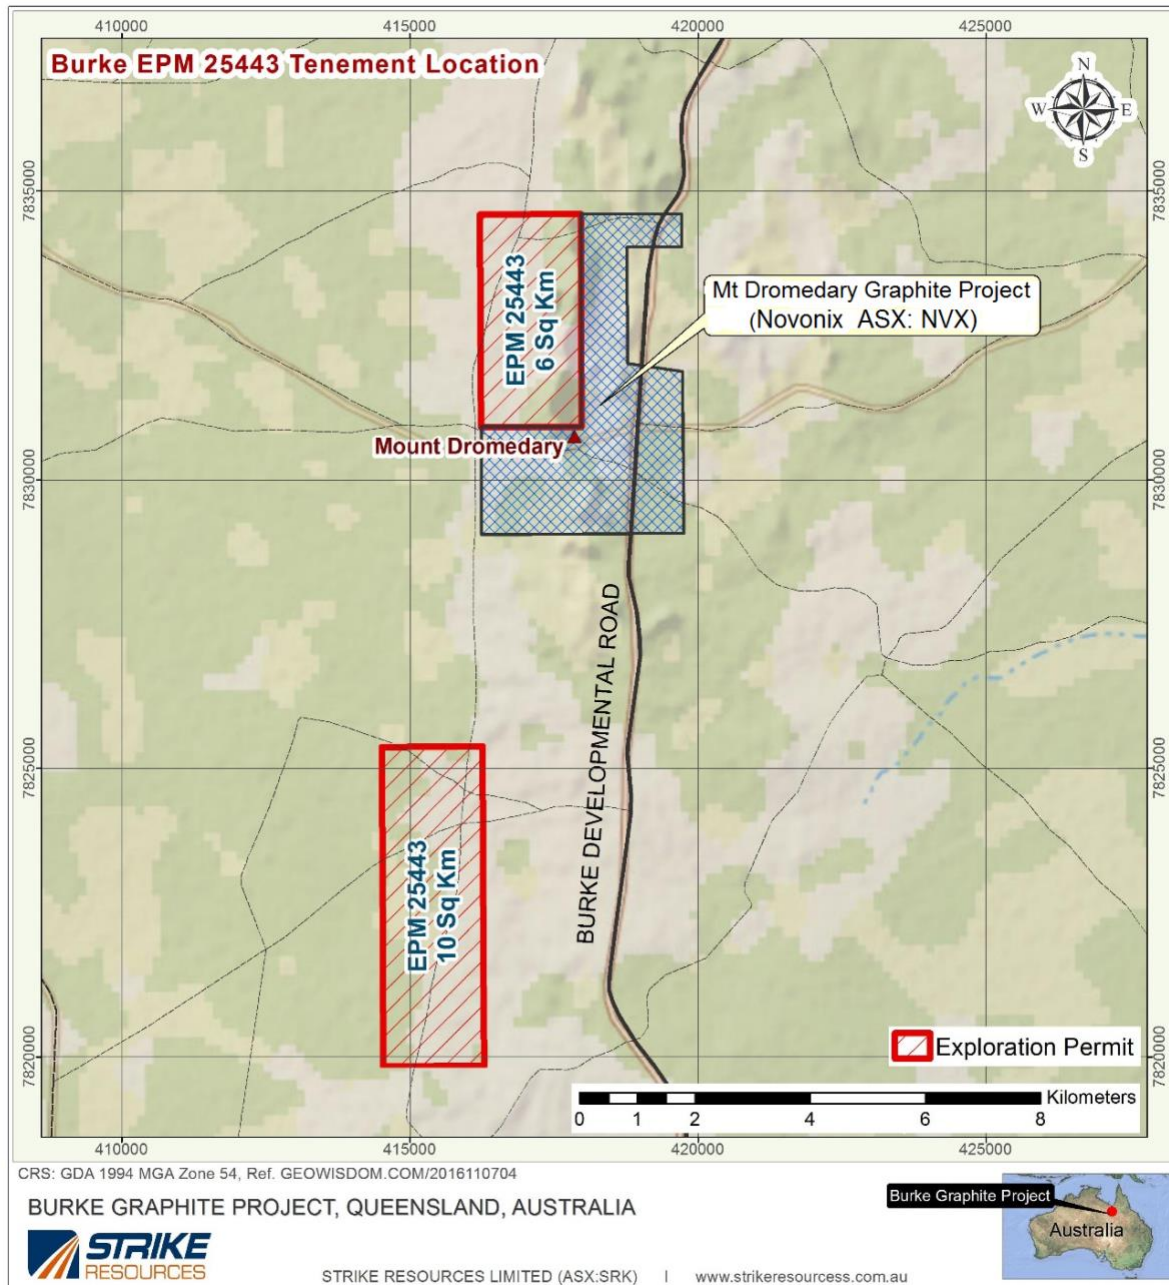 410000 415000 420000 425000
Burke EPM 25443 Tenement Location
N
W E
S
7835000 7835000
EPM 25443
6 Sq Km
Mt Dromedary Graphite Project
(Novonix ASX: NVX)
Mount Dromedary
7830000 7830000
BURKE DEVELOPMENTAL ROAD
7825000 7825000
EPM 25443
10 Sq Km
7820000 7820000
Exploration Permit
Kilometers
0 1 2 4 6 8
410000 415000 420000 425000
CRS: GDA 1994 MGA Zone 54, Ref. GEOWISDOM.COM/2016110704
BURKE GRAPHITE PROJECT, QUEENSLAND, AUSTRALIA
Burke Graphite Project
Australia
STRIKE
RESOURCES
STRIKE RESOURCES LIMITED (ASX:SRK) I www.strikeresourcess.com.au